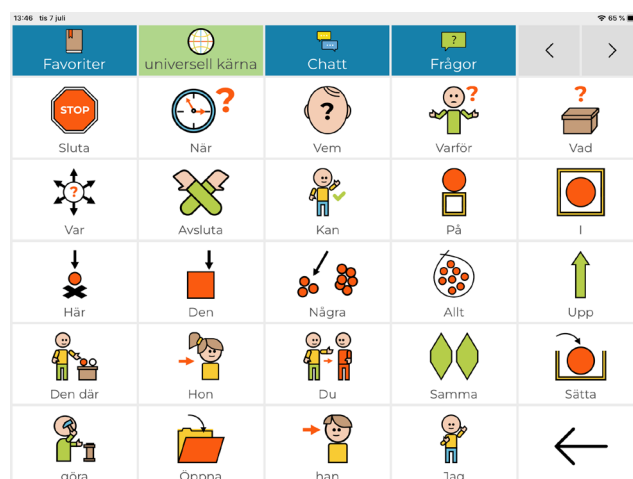 13:46 tis 7 juli
65 %
Favoriter
universell kärna
Chatt
Frågor
STOP
Sluta
När
Vem
Varför
Vad
Var
Avsluta
Kan
På
I
Här
Den
Några
Allt
Upp
Den där
Hon
Du
Samma
Sätta
göra
Öppna
han
Jag